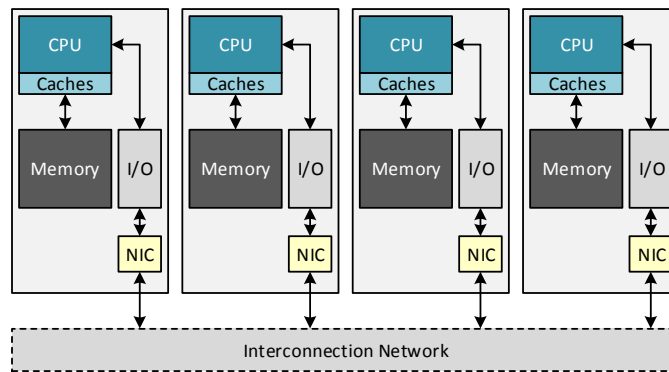 CPU CPU CPU CPU
Caches Caches Caches Caches
Memory I/O Memory I/O Memory I/O Memory I/O
NIC NIC NIC NIC
Interconnection Network